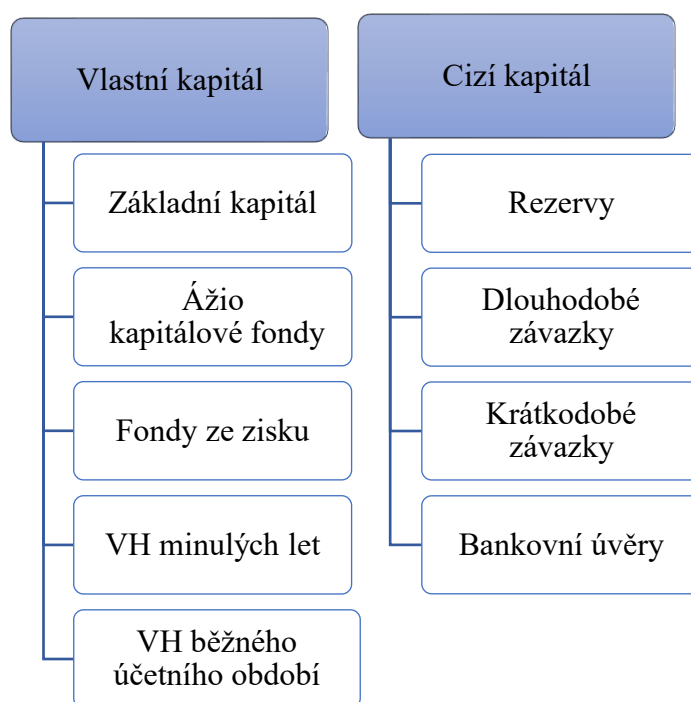 Vlastní kapitál
Základní kapitál
Ážio
kapitálové fondy
Fondy ze zisku
VH minulých let
VH běžného
účetního období
Cizí kapitál
Rezervy
Dlouhodobé
závazky
Krátkodobé
závazky
Bankovní úvěry